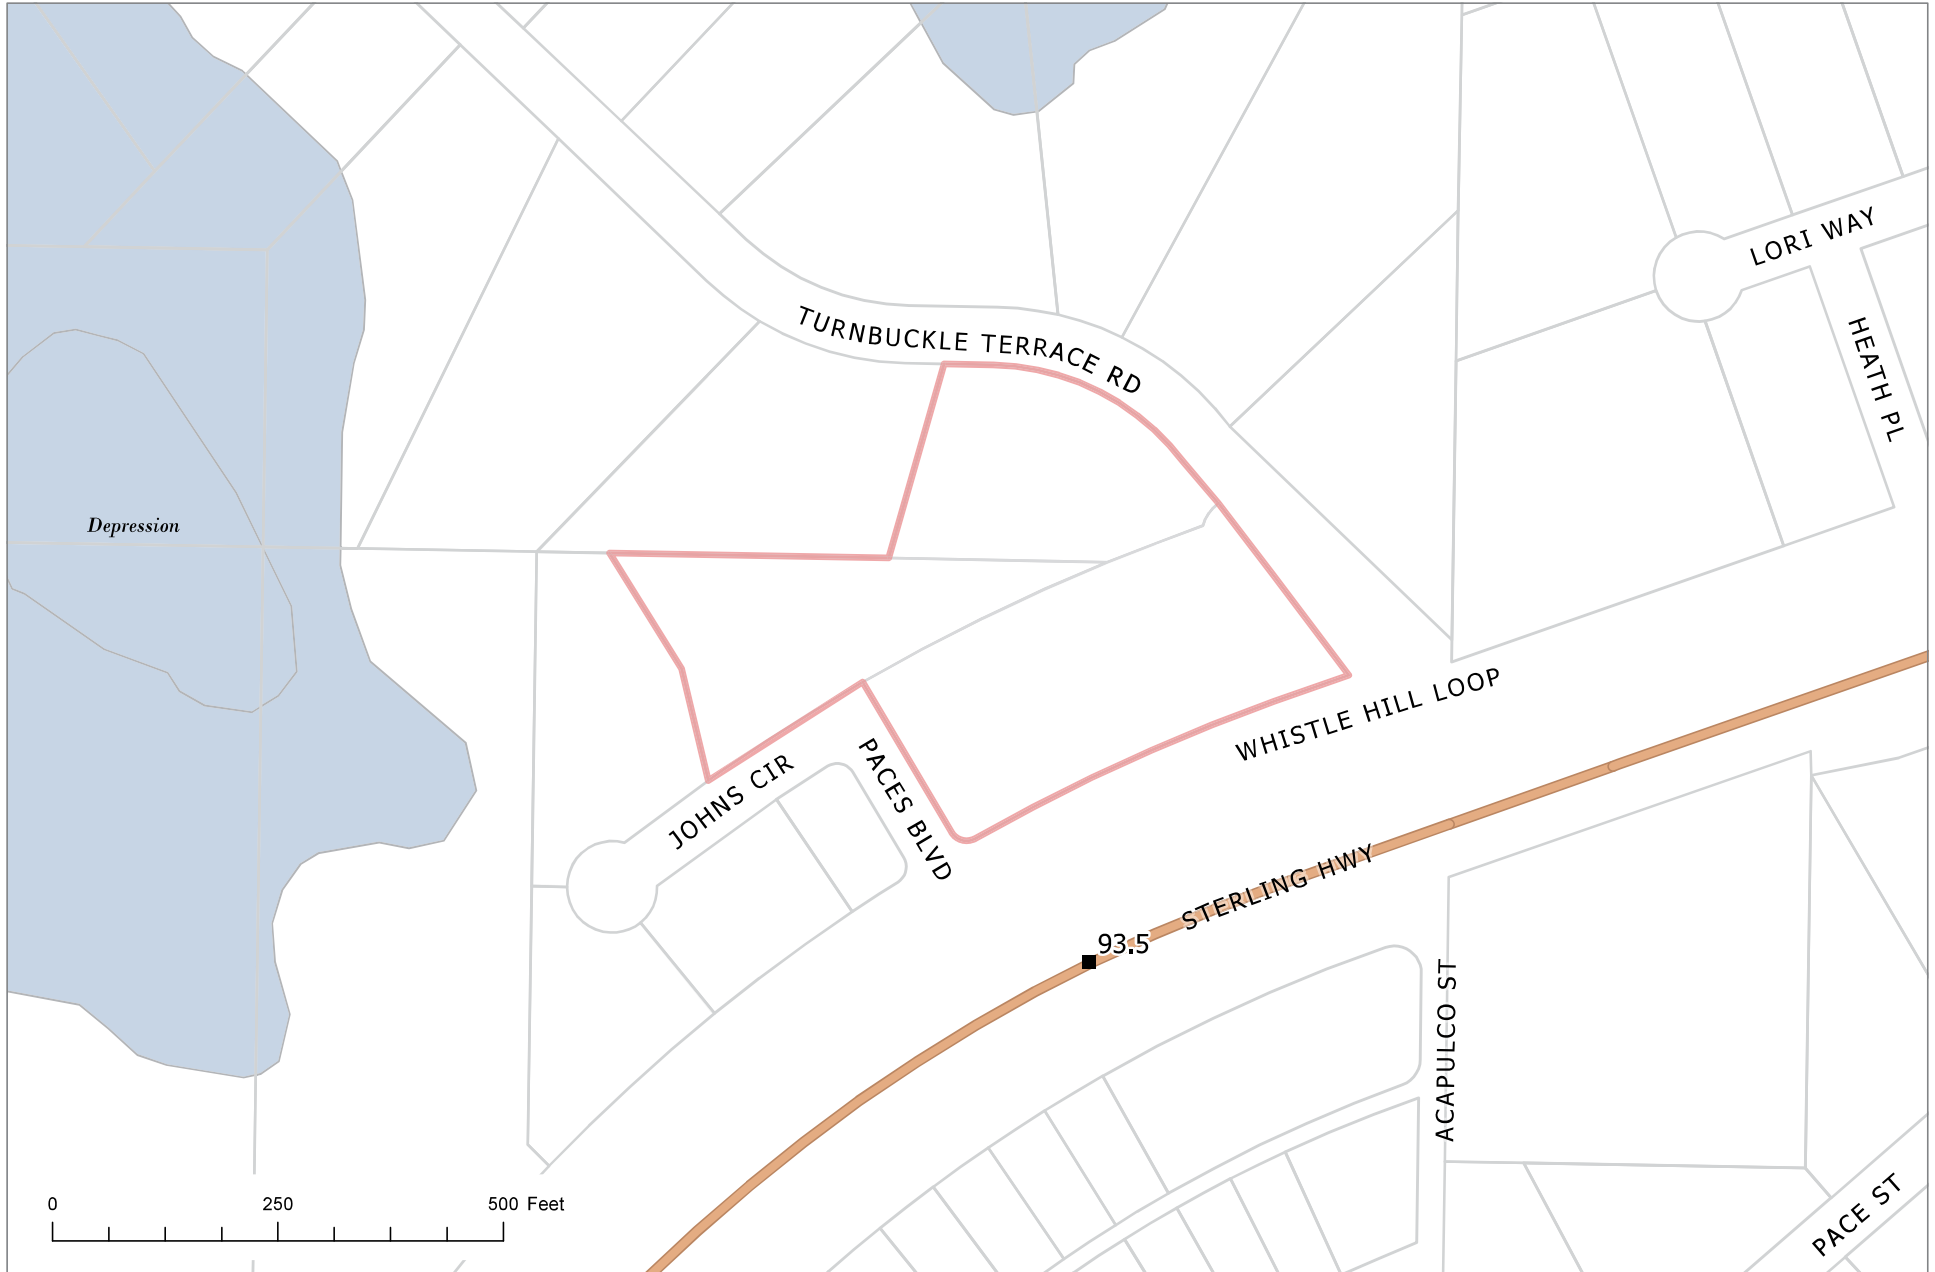 LORI WAY
TURNBUCKLE TERRACE RD
HEATH PL
Depression
WHISTLE HILL LOOP
JOHNS CIR
PACES BLVD
STERLING HWY
93.5
ACAPULCO ST
PACE ST
0 250 500 Feet